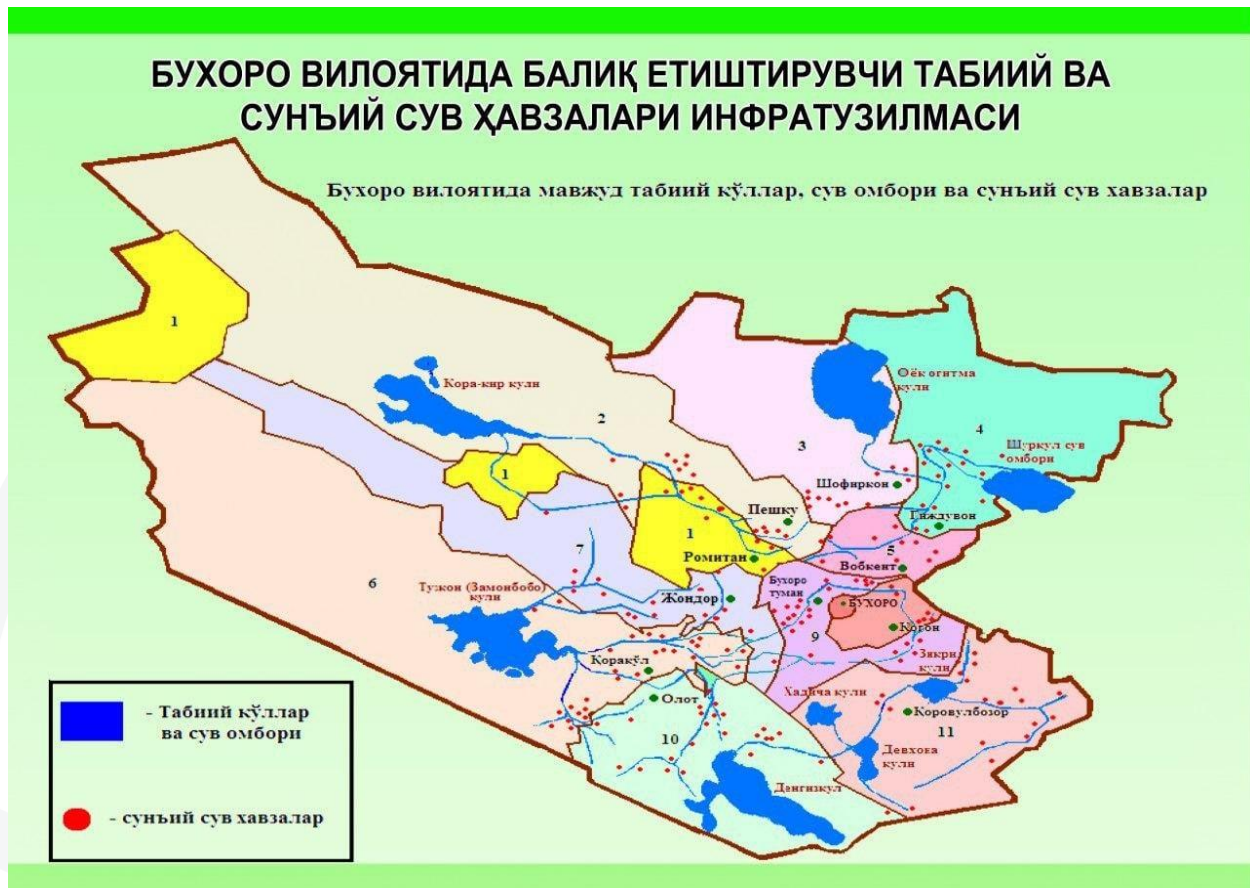 БУХОРО ВИЛОЯТИДА БАЛИҚ ЕТИШТИРУВЧИ ТАБИИЙ ВА
СУНЪИЙ СУВ ҲАВЗАЛАРИ ИНФРАТУЗИЛМАСИ
Бухоро вилоятида мавжуд табиий кўллар, сув омбори ва сунъий сув хавзалар
1
Кора-кир кули
2
Оёк огитма
кули
3
4
Шуркул сув
омбори
1
Шофиркон
Гиждувон
Пешку
1
Ромитан
5
Вобкент
7
6
Тужон (Замонбобо)
кули
Жондор
Бухоро
туман
БУХОРО
Когон
9
Зикри
кули
Коракўл
Хадича кули
Олот
Коровулбозор
10
11
Девхона
кули
Денгизкул
- Табиий кўллар
ва сув омбори
- сунъий сув хавзалар